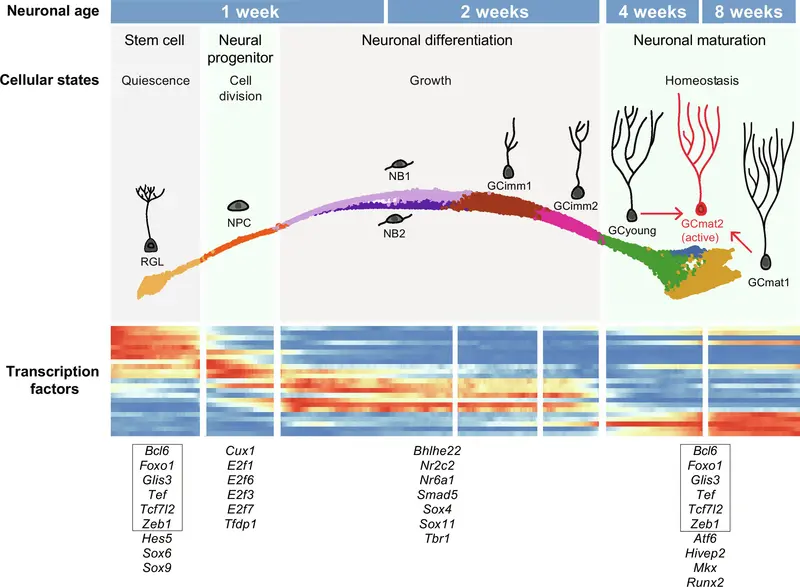 Neuronal age
1 week
2 weeks
4 weeks
8 weeks
Stem cell
Neural
progenitor
Neuronal differentiation
Neuronal maturation
Cellular states
Quiescence
Cell
division
Growth
Homeostasis
RGL
NPC
NB1
NB2
GCimm1
GCimm2
GCyoung
GCmat2
(active)
GCmat1
Transcription
factors
Bcl6
Foxo1
Glis3
Tef
Tcf7l2
Zeb1
Hes5
Sox6
Sox9
Cux1
E2f1
E2f6
E2f3
E2f7
Tfdp1
Bhlhe22
Nr2c2
Nr6a1
Smad5
Sox4
Sox11
Tbr1
Bcl6
Foxo1
Glis3
Tef
Tcf7l2
Zeb1
Atf6
Hivep2
Mkx
Runx2